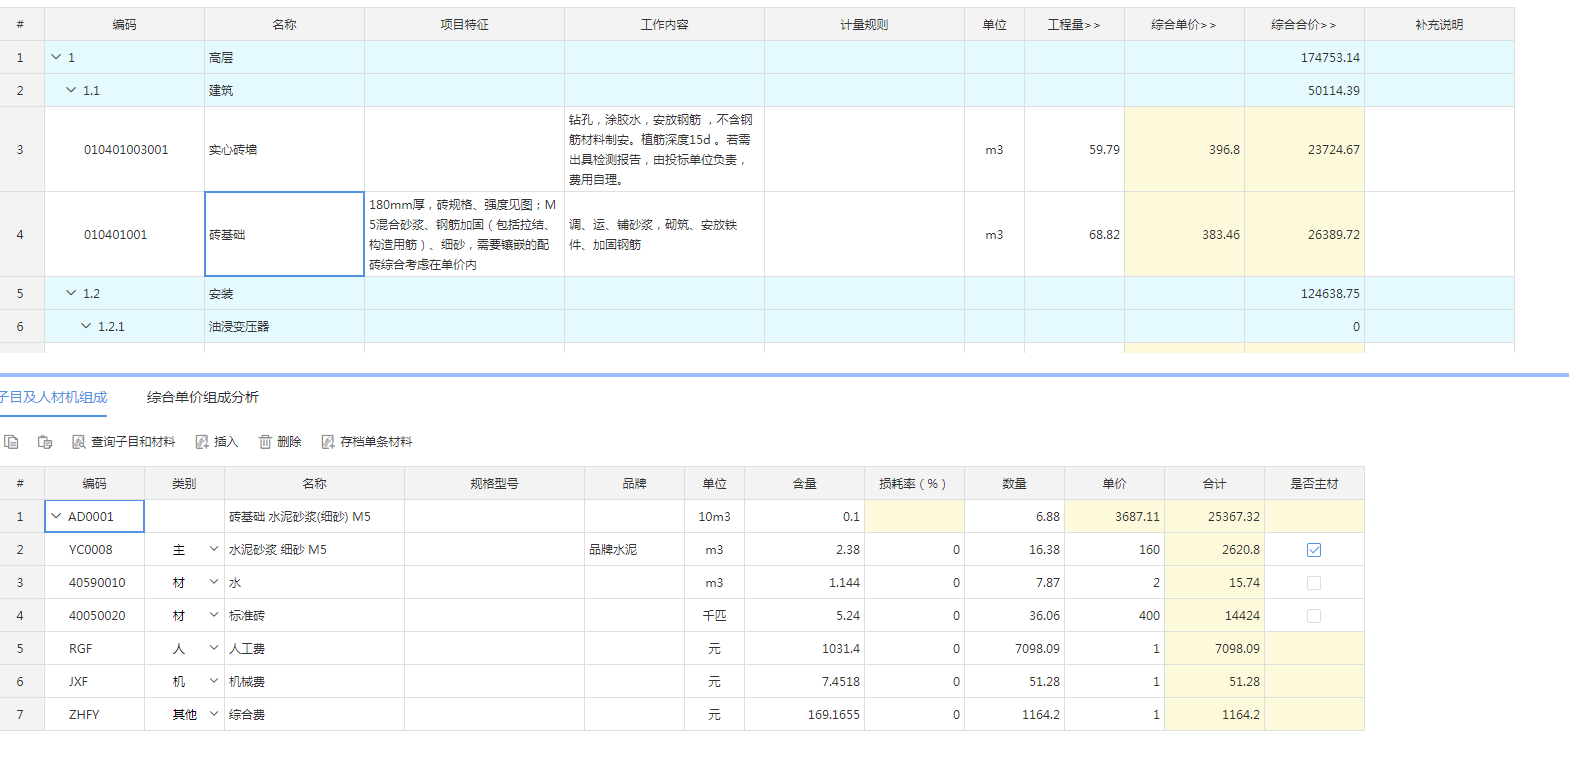 # 编码 名称 项目特征 工作内容 计量规则 单位 工程量>> 综合单价>> 综合合价>> 补充说明
1 1 高层 174753.14
2 1.1 建筑 50114.39
3 010401003001 实心砖墙 钻孔，涂胶水，安放钢筋 ，不含钢
筋材料制安。植筋深度15d 。若需
出具检测报告，由投标单位负责，
费用自理。 m3 59.79 396.8 23724.67
4 010401001 砖基础 180mm厚，砖规格、强度见图；M
5混合砂浆、钢筋加固（包括拉结、
构造用筋）、细砂，需要镶嵌的配
砖综合考虑在单价内 调、运、铺砂浆，砌筑、安放铁
件、加固钢筋 m3 68.82 383.46 26389.72
5 1.2 安装 124638.75
6 1.2.1 油浸变压器 0
子目及人材机组成 综合单价组成分析
查询子目和材料 插入 删除 存档单条材料
# 编码 类别 名称 规格型号 品牌 单位 含量 损耗率（%） 数量 单价 合计 是否主材
1 AD0001 砖基础 水泥砂浆(细砂) M5 10m3 0.1 6.88 3687.11 25367.32
2 YC0008 主 水泥砂浆 细砂 M5 品牌水泥 m3 2.38 0 16.38 160 2620.8
3 40590010 材 水 m3 1.144 0 7.87 2 15.74
4 40050020 材 标准砖 千匹 5.24 0 36.06 400 14424
5 RGF 人 人工费 元 1031.4 0 7098.09 1 7098.09
6 JXF 机 机械费 元 7.4518 0 51.28 1 51.28
7 ZHFY 其他 综合费 元 169.1655 0 1164.2 1 1164.2